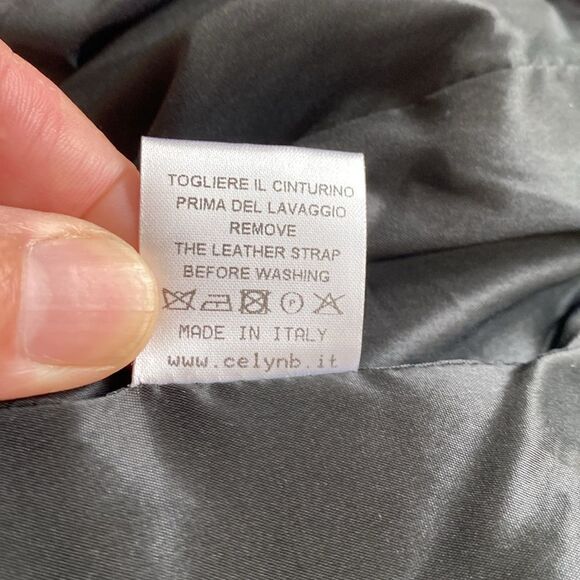 TOGLIERE IL CINTURINO
PRIMA DEL LAVAGGIO
REMOVE
THE LEATHER STRAP
BEFORE WASHING
P
MADE IN ITALY
www.celynb.it